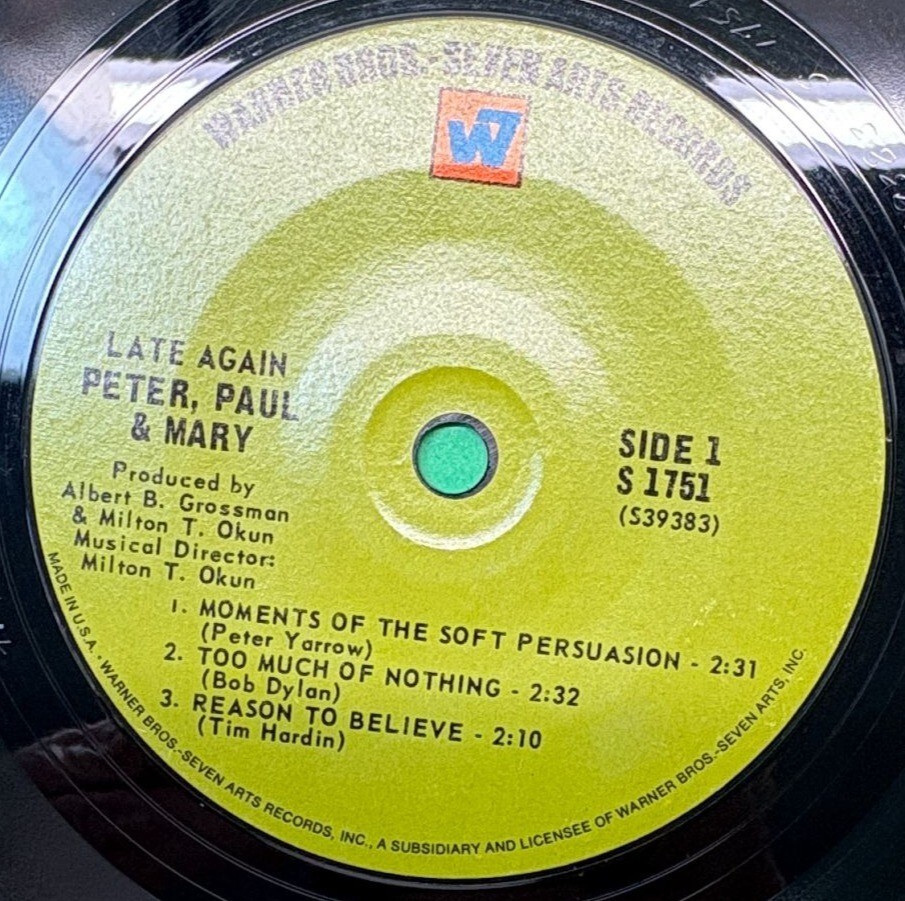 WARNER BROS.-SEVEN ARTS RECORDS
W7
LATE AGAIN
PETER, PAUL
& MARY
Produced by
Albert B. Grossman
& Milton T. Okun
Musical Director:
Milton T. Okun
SIDE 1
S 1751
(S39383)
1. MOMENTS OF THE SOFT PERSUASION - 2:31
(Peter Yarrow)
2. TOO MUCH OF NOTHING - 2:32
(Bob Dylan)
3. REASON TO BELIEVE - 2:10
(Tim Hardin)
MADE IN U.S.A. • WARNER BROS.-SEVEN ARTS RECORDS, INC., A SUBSIDIARY AND LICENSEE OF WARNER BROS.-SEVEN ARTS, INC.